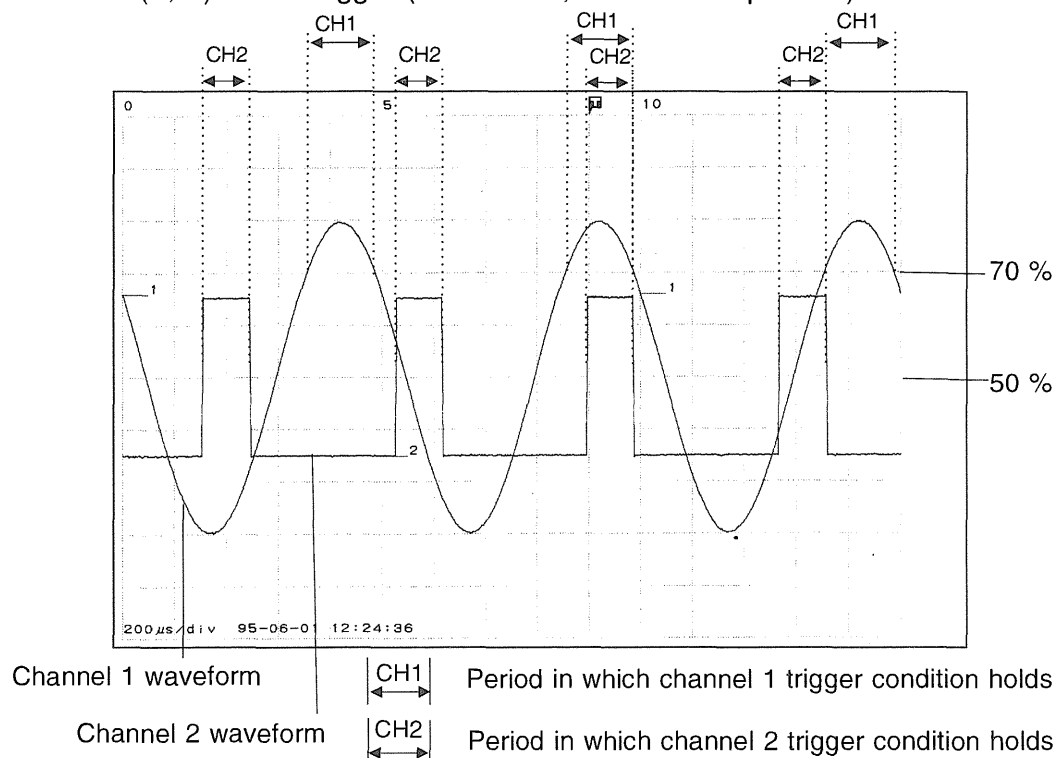 CH1
CH1
CH1
CH2
CH2
CH2
CH2
0
5
10
70 %
1
1
50 %
2
200µs/div 95-06-01 12:24:36
Channel 1 waveform
CH1
Period in which channel 1 trigger condition holds
Channel 2 waveform
CH2
Period in which channel 2 trigger condition holds